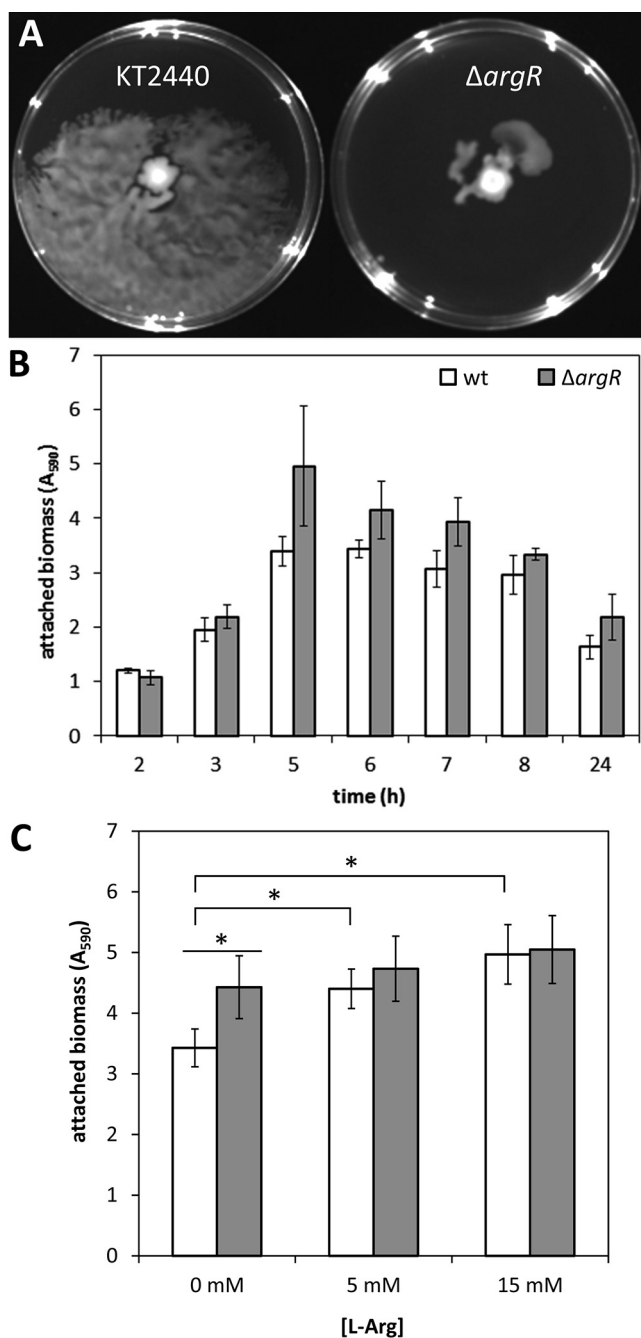 A
KT2440
ΔargR
B
7
6
5
4
3
2
1
0
attached biomass (A590)
wt
ΔargR
2 3 5 6 7 8 24
time (h)
C
7
6
5
4
3
2
1
0
attached biomass (A590)
*
*
*
0 mM 5 mM 15 mM
[L-Arg]